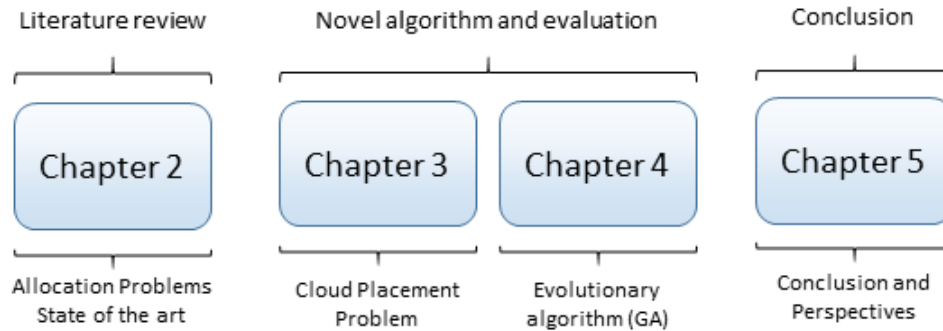 Literature review
Novel algorithm and evaluation
Conclusion
Chapter 2
Chapter 3
Chapter 4
Chapter 5
Allocation Problems
State of the art
Cloud Placement
Problem
Evolutionary
algorithm (GA)
Conclusion and
Perspectives